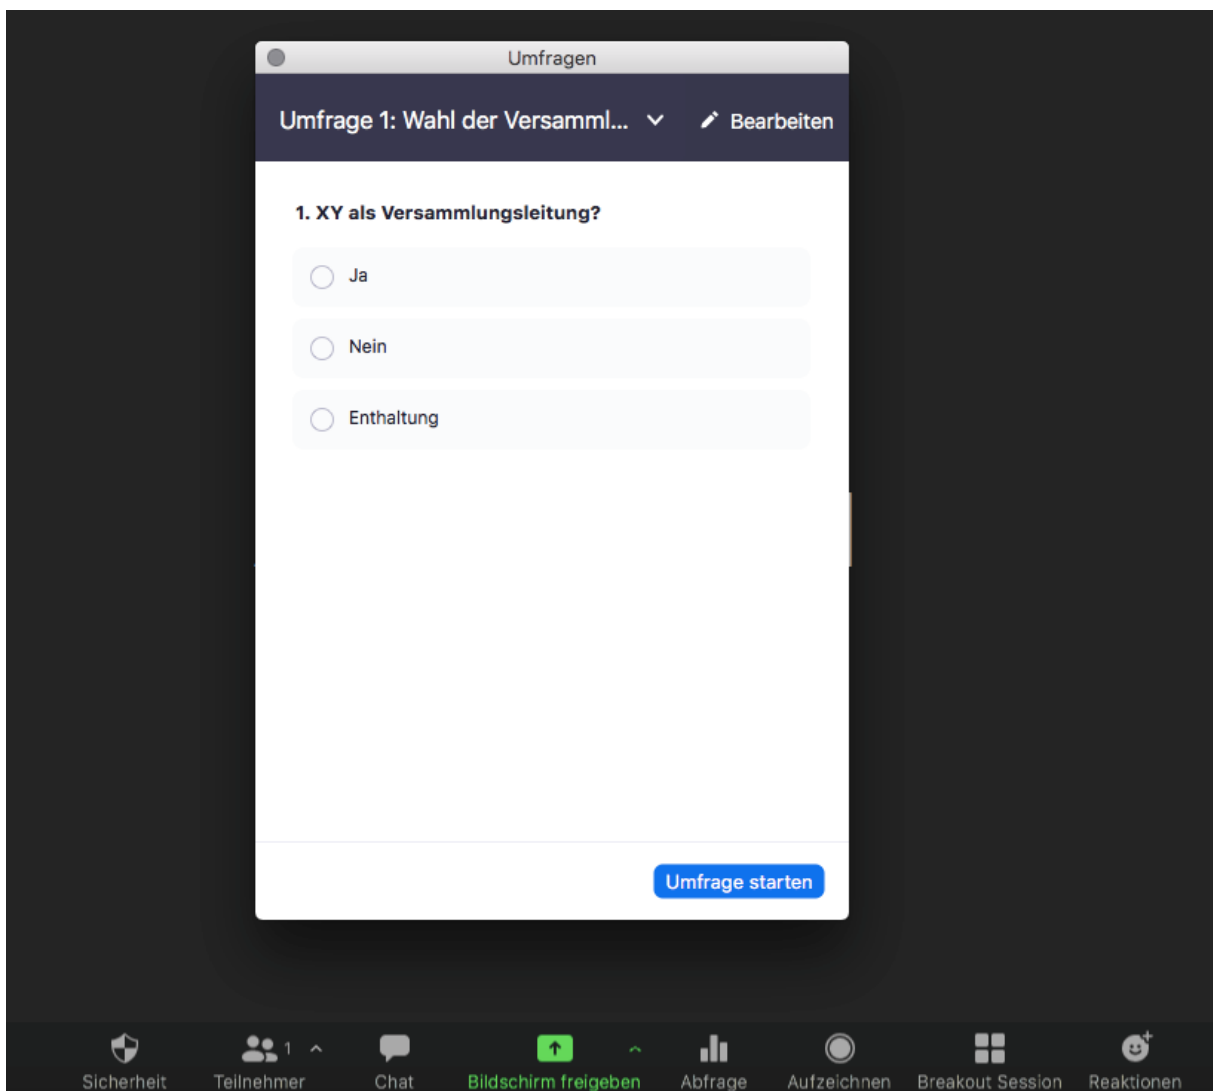 Umfragen
Umfrage 1: Wahl der Versamml... Bearbeiten
1. XY als Versammlungsleitung?
Ja
Nein
Enthaltung
Umfrage starten
1
Sicherheit Teilnehmer Chat Bildschirm freigeben Abfrage Aufzeichnen Breakout Session Reaktionen